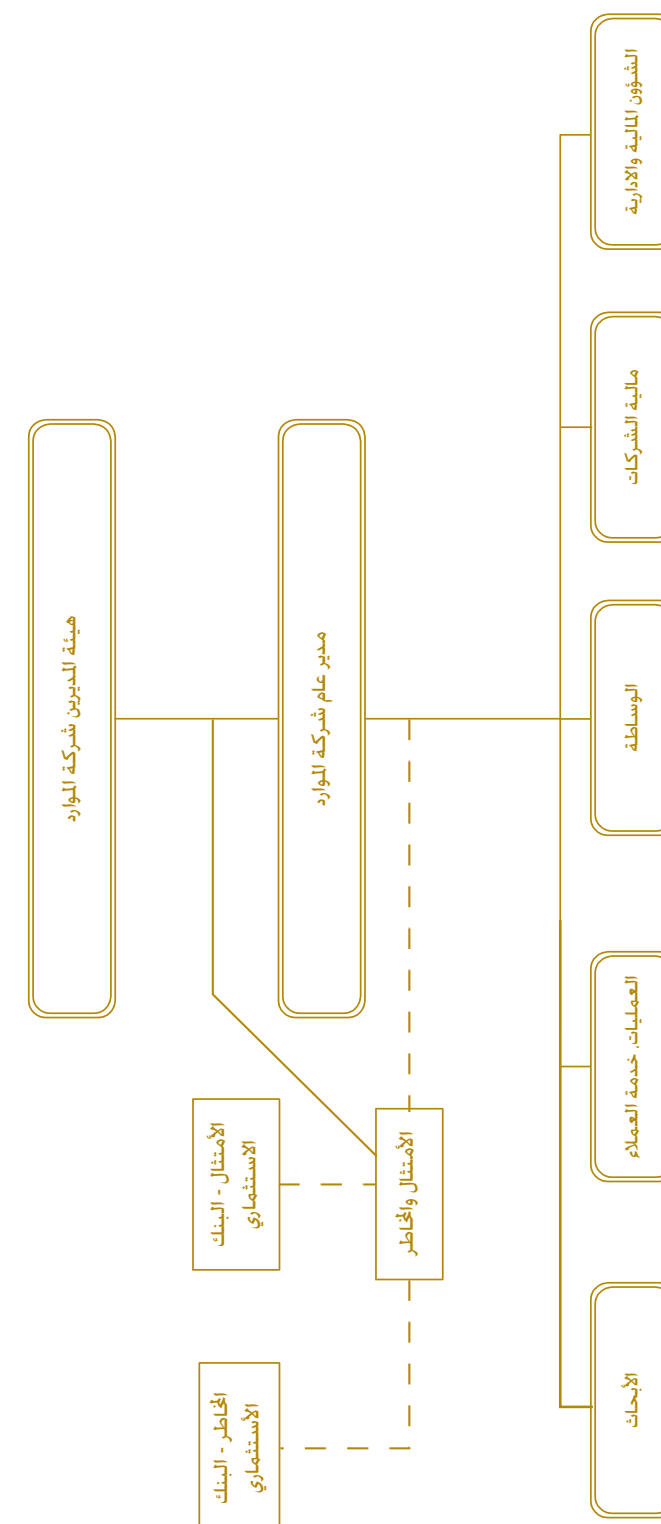 هيئة المديرين شركة الموارد
مدير عام شركة الموارد
الأمتثال والمخاطر
الأمتثال - البنك
الاستثماري
المخاطر - البنك
الأستثماري
الشؤون المالية والادارية
مالية الشركات
الوساطة
العمليات, خدمة العملاء
الأبحاث